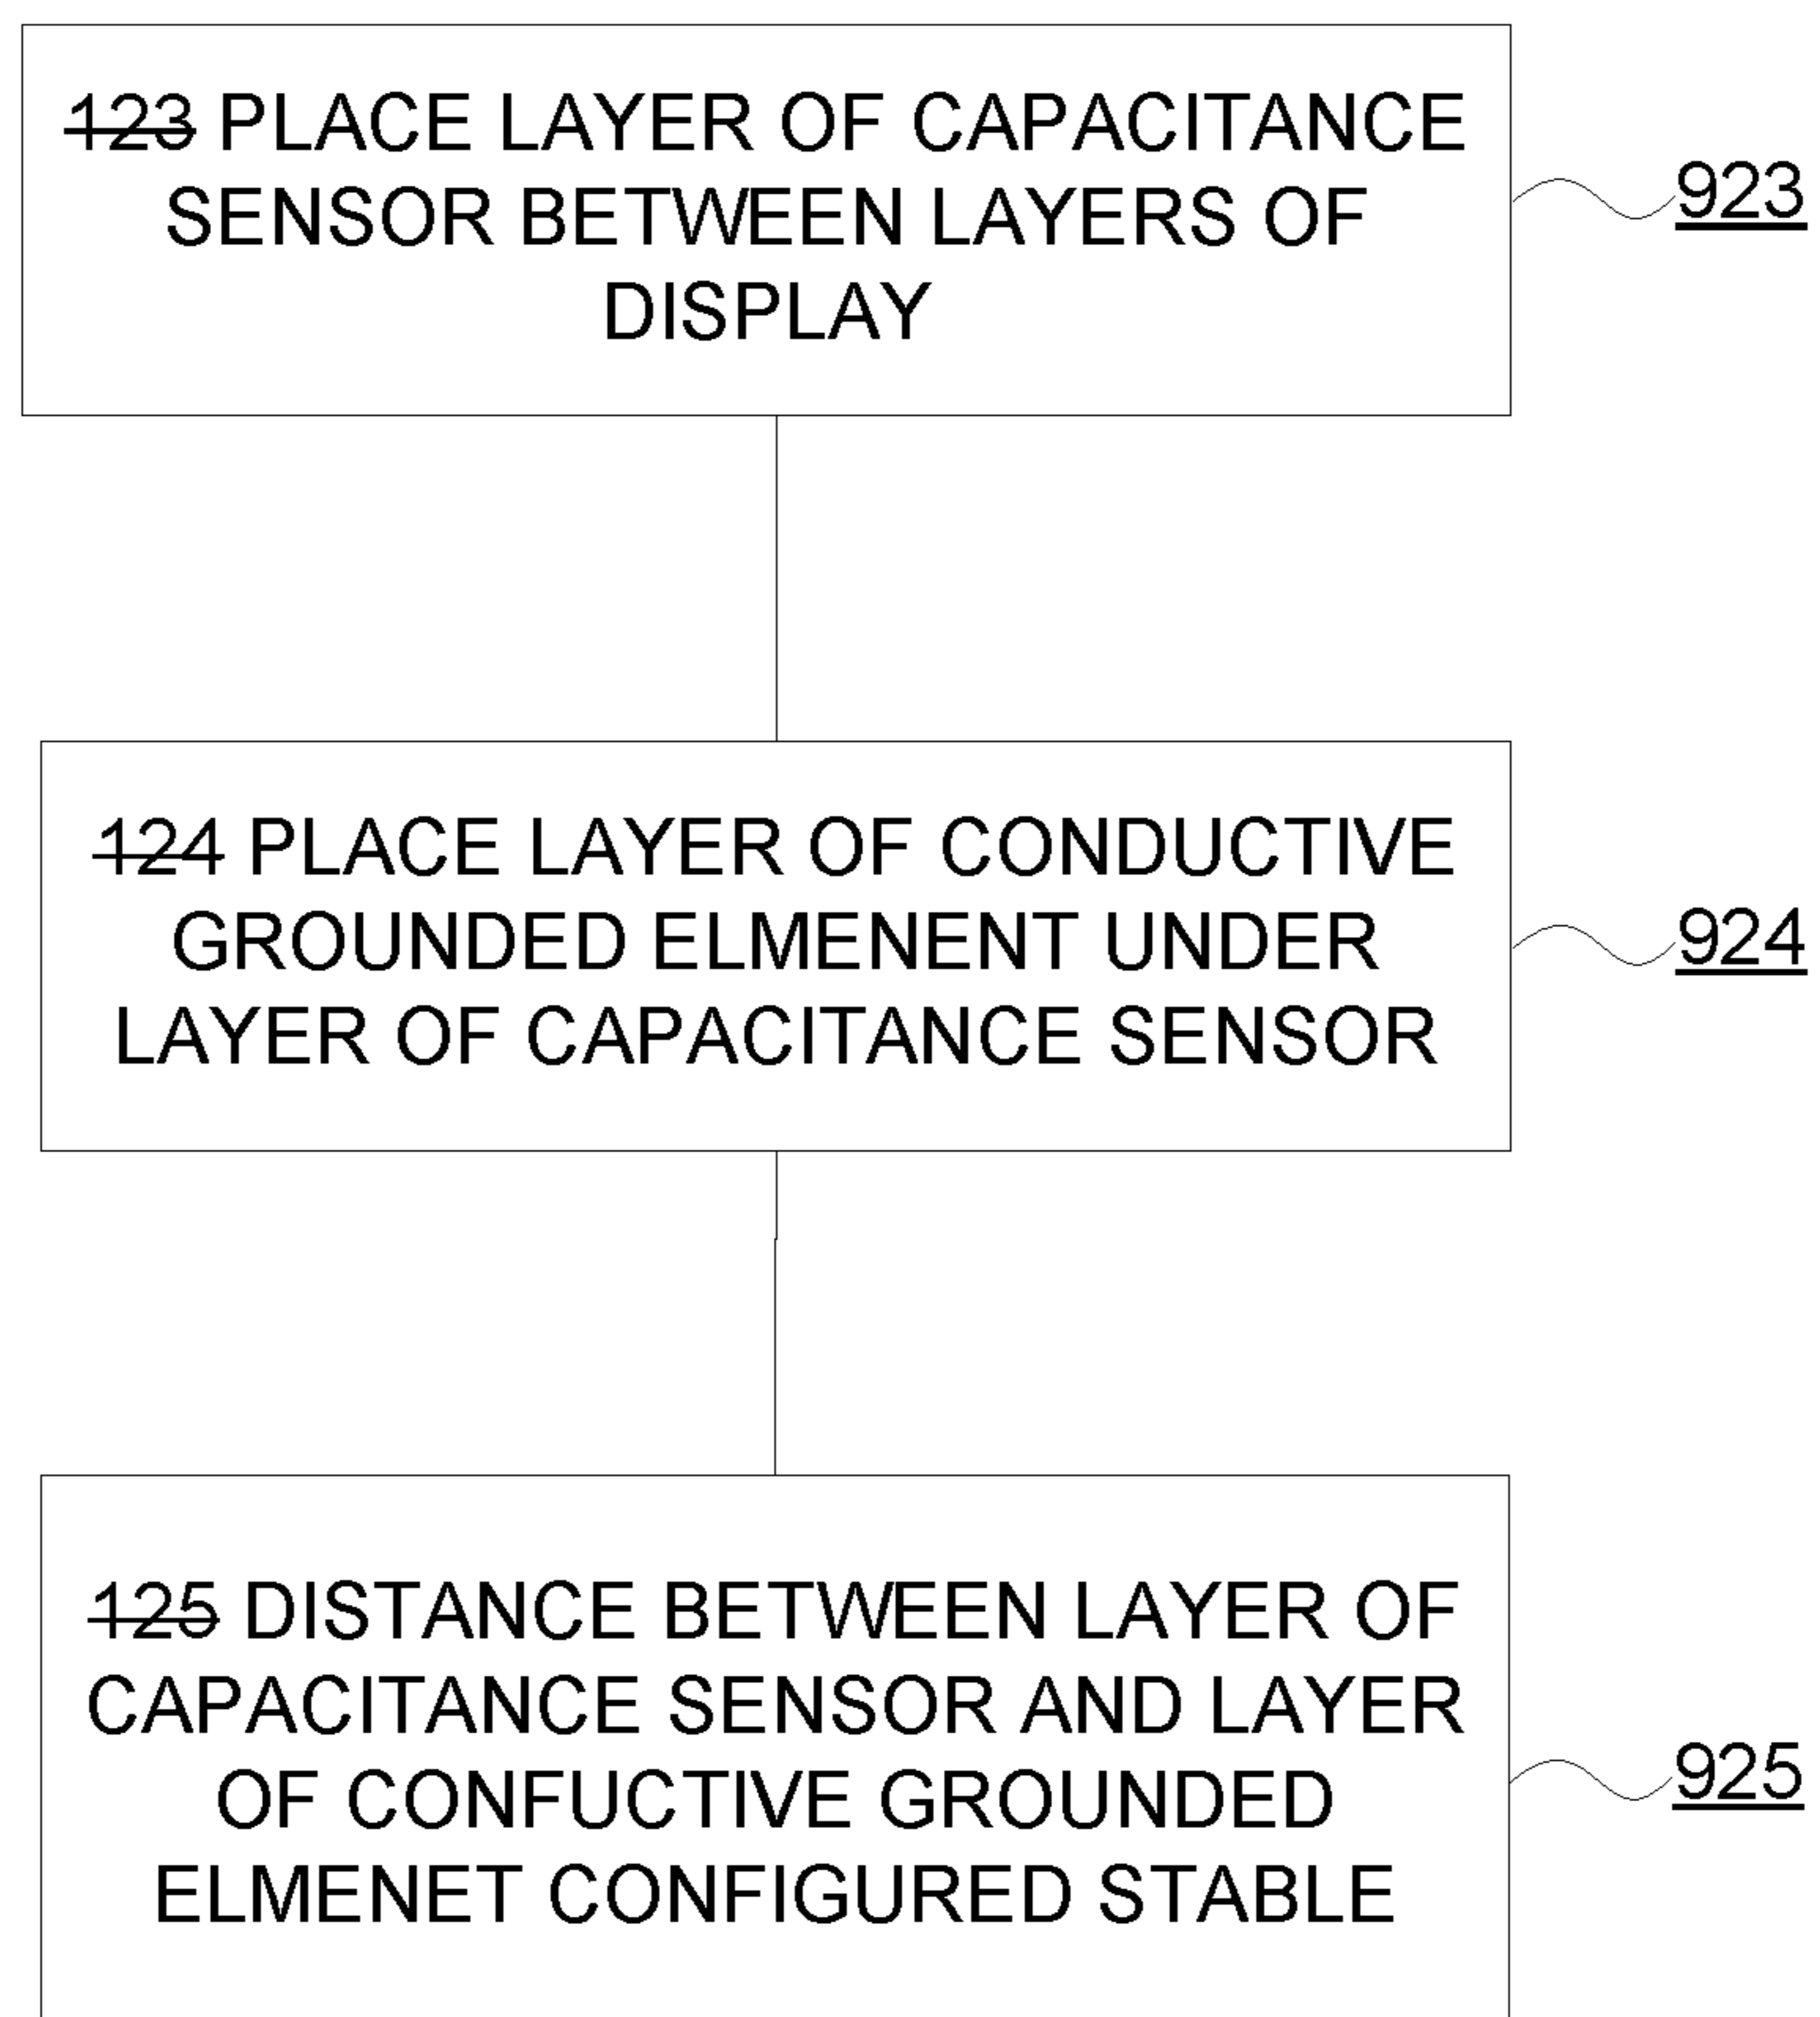 123 PLACE LAYER OF CAPACITANCE
SENSOR BETWEEN LAYERS OF
DISPLAY
923
124 PLACE LAYER OF CONDUCTIVE
GROUNDED ELMENENT UNDER
LAYER OF CAPACITANCE SENSOR
924
125 DISTANCE BETWEEN LAYER OF
CAPACITANCE SENSOR AND LAYER
OF CONFUCTIVE GROUNDED
ELMENET CONFIGURED STABLE
925